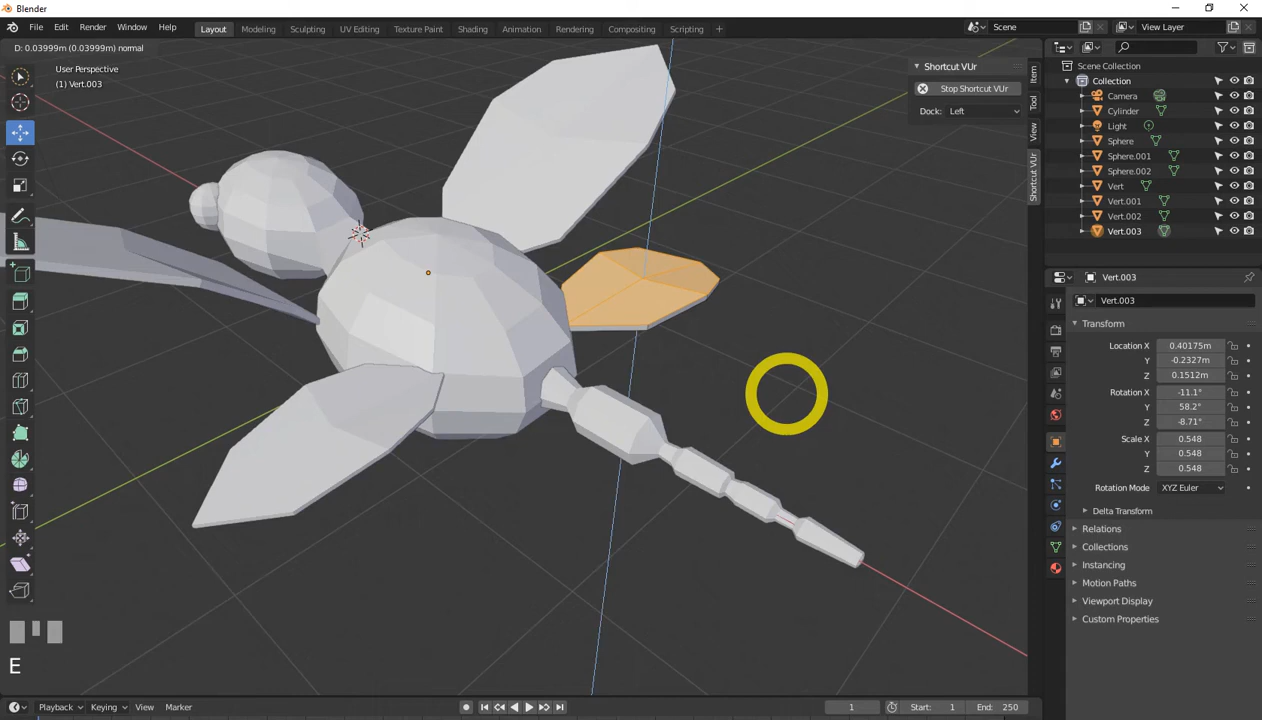 Blender
File Edit Render Window Help
Layout Modeling Sculpting UV Editing Texture Paint Shading Animation Rendering Compositing Scripting +
Scene
View Layer
D: 0.03999m (0.03999m) normal
User Perspective
(1) Vert.003
Shortcut VUr
Stop Shortcut VUr
Dock: Left
Item
Tool
View
Shortcut VUr
Scene Collection
Collection
Camera
Cylinder
Light
Sphere
Sphere.001
Sphere.002
Vert
Vert.001
Vert.002
Vert.003
Vert.003
Vert.003
Transform
Location X 0.40175m
Y -0.2327m
Z 0.1512m
Rotation X -11.1°
Y 58.2°
Z -8.71°
Scale X 0.548
Y 0.548
Z 0.548
Rotation Mode XYZ Euler
Delta Transform
Relations
Collections
Instancing
Motion Paths
Viewport Display
Custom Properties
E
Playback Keying View Marker
1
Start: 1
End: 250